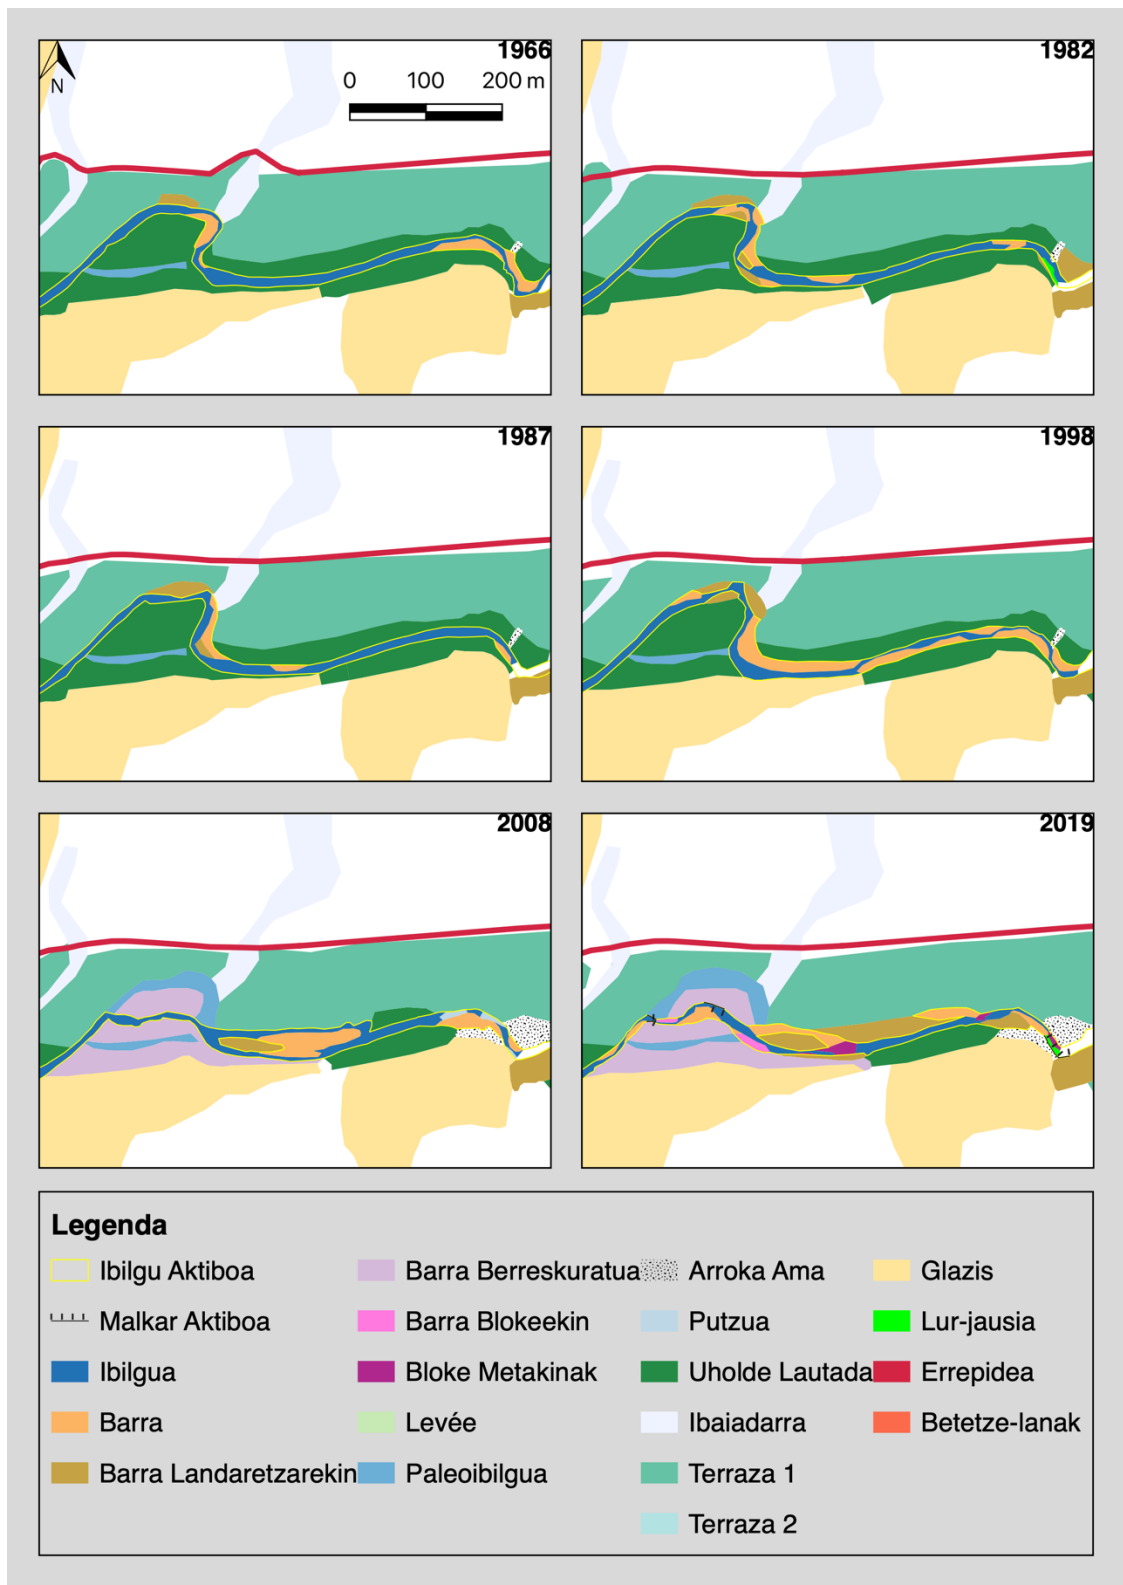 1966
N
0 100 200 m
1982
1987
1998
2008
2019
Legenda
Ibilgu Aktiboa
Malkar Aktiboa
Ibilgua
Barra
Barra Landaretzarekin
Barra Berreskuratua
Barra Blokeekin
Bloke Metakinak
Levée
Paleoibilgua
Arroka Ama
Putzua
Uholde Lautada
Ibaiadarra
Terraza 1
Terraza 2
Glazis
Lur-jausia
Errepidea
Betetze-lanak